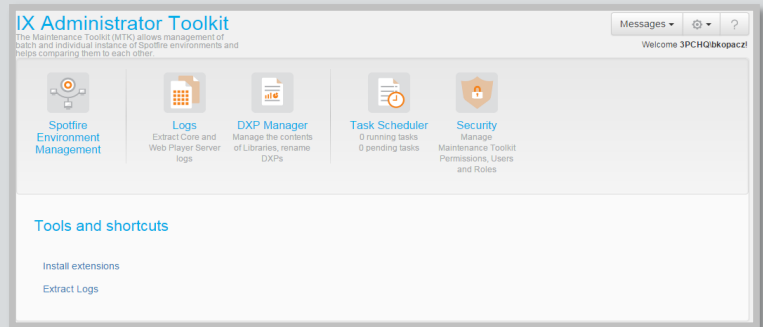 IX Administrator Toolkit
The Maintenance Toolkit (MTK) allows management of
batch and individual instance of Spotfire environments and
helps comparing them to each other.
Messages
?
Welcome 3PCHQ\bkopacz!
Spotfire
Environment
Management
Logs
Extract Core and
Web Player Server
logs
DXP Manager
Manage the contents
of Libraries, rename
DXPs
Task Scheduler
0 running tasks
0 pending tasks
Security
Manage
Maintenance Toolkit
Permissions, Users
and Roles
Tools and shortcuts
Install extensions
Extract Logs